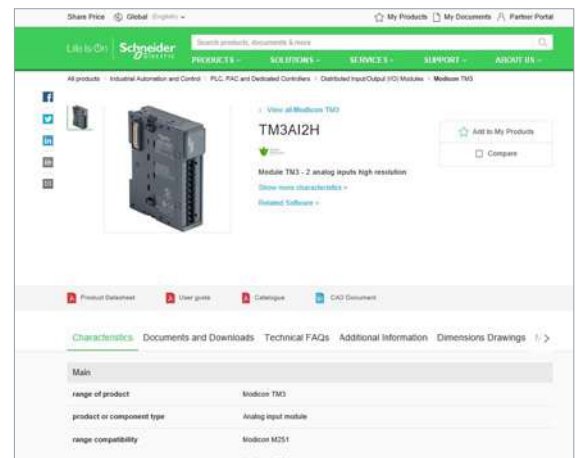 Share Price Global English My Products My Documents Partner Portal
Life Is On Schneider Electric Search products, documents & more
PRODUCTS SOLUTIONS SERVICES SUPPORT ABOUT US
All products Industrial Automation and Control PLC, PAC and Dedicated Controllers Distributed Input/Output (I/O) Modules Modicon TM3
View all Modicon TM3
TM3AI2H
Add to My Products
Compare
Module TM3 - 2 analog inputs high resolution
Show more characteristics
Related Software
Product Datasheet User guide Catalogue CAD Document
Characteristics Documents and Downloads Technical FAQs Additional Information Dimensions Drawings
Main
range of product Modicon TM3
product or component type Analog input module
range compatibility Modicon M251